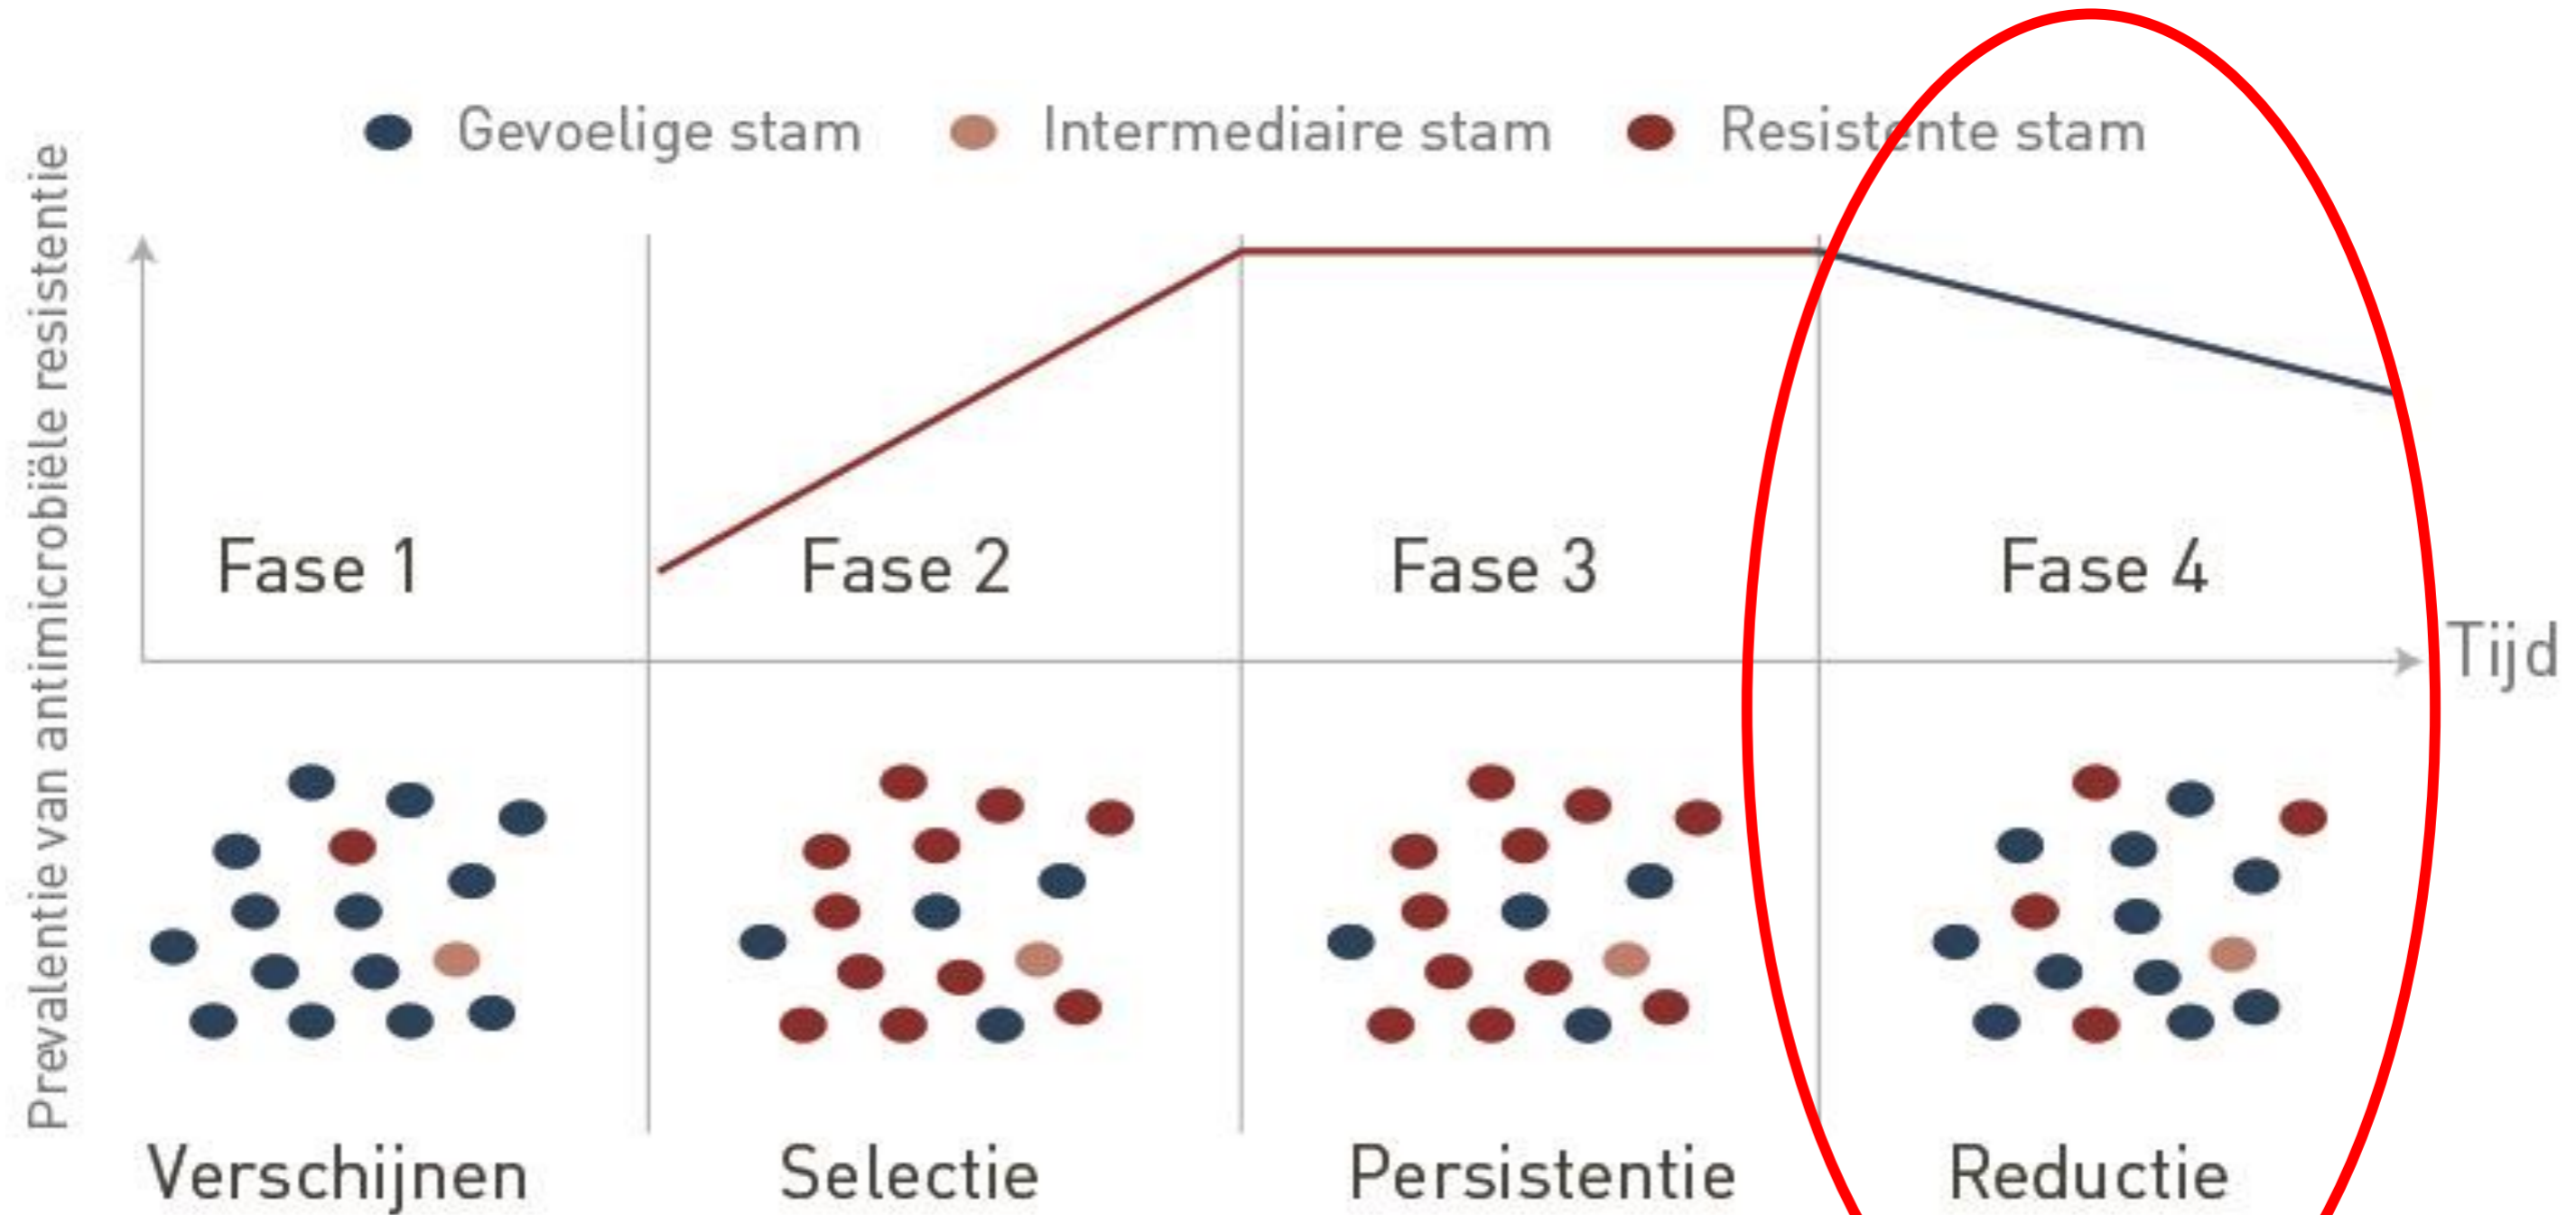 Gevoelige stam
Intermediaire stam
Resistente stam
Prevalentie van antimicrobiële resistentie
Fase 1
Fase 2
Fase 3
Fase 4
Tijd
Verschijnen
Selectie
Persistentie
Reductie